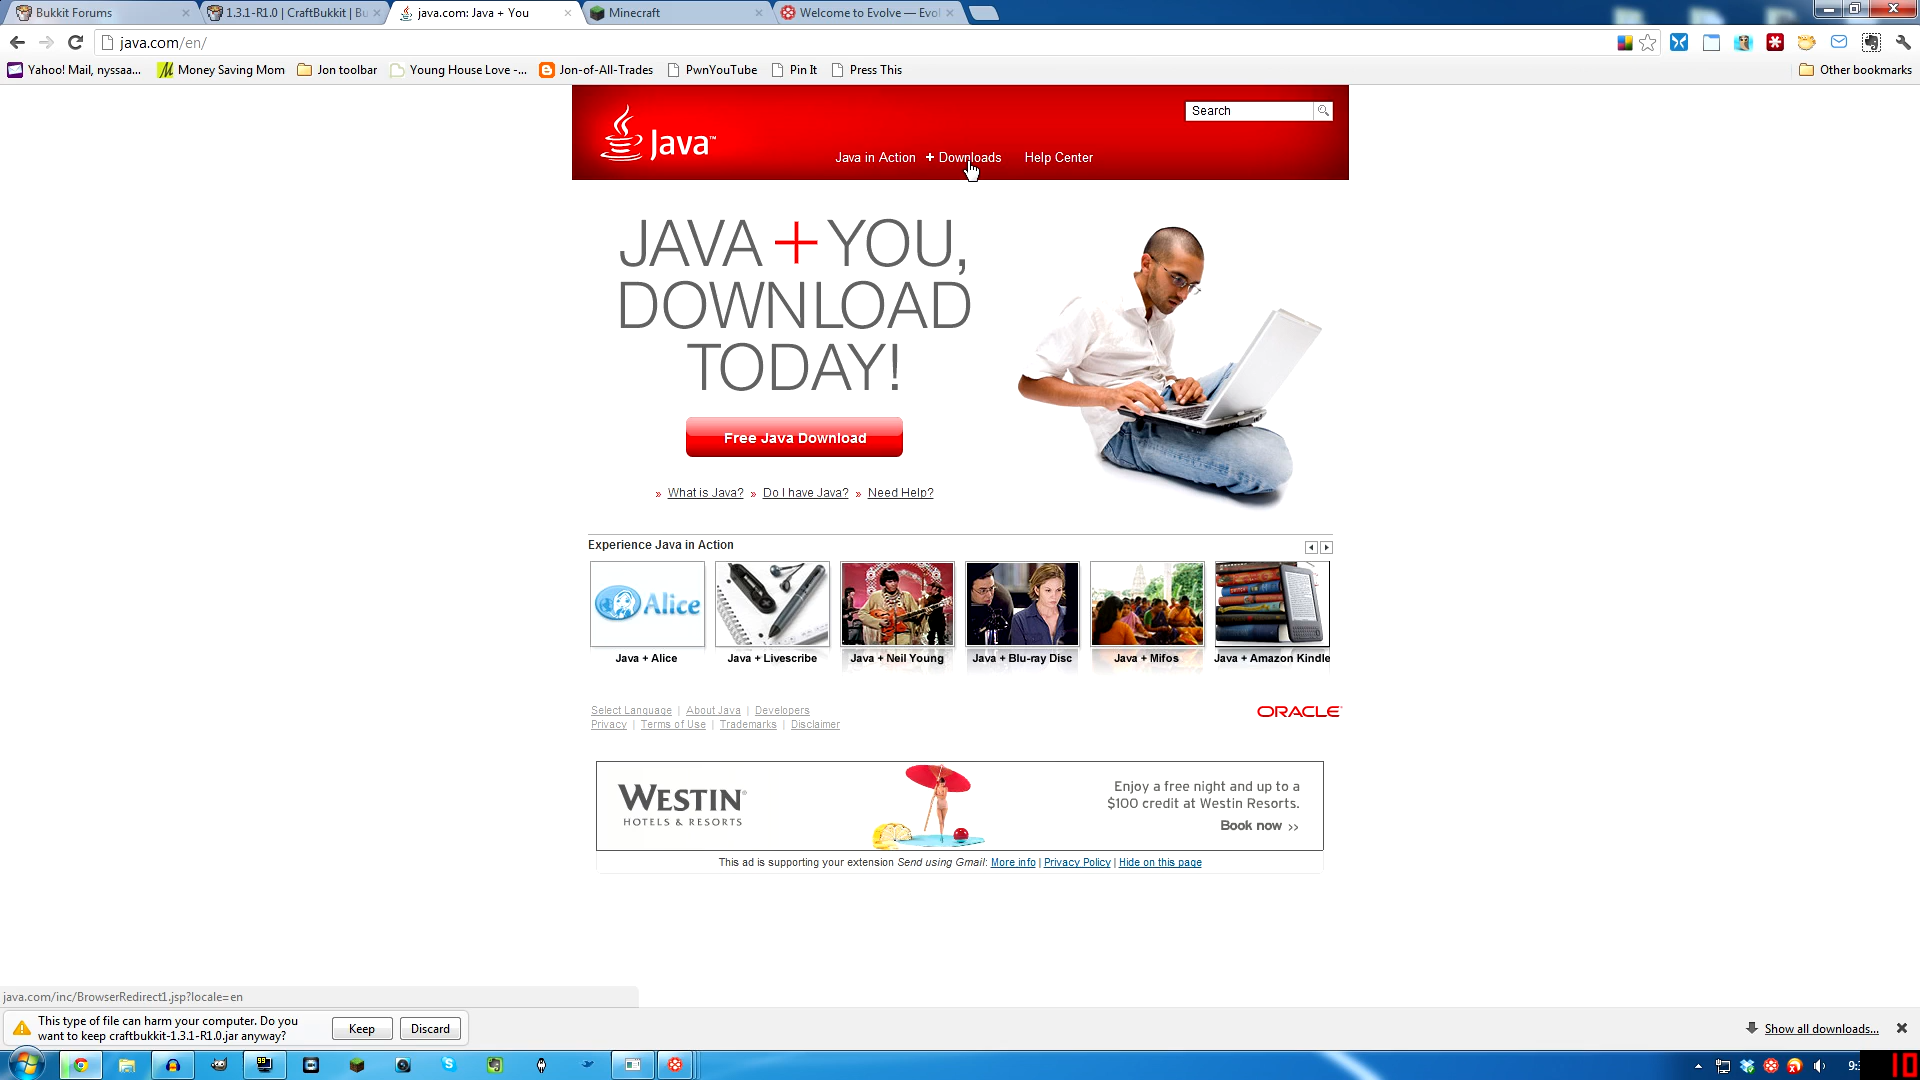 Bukkit Forums
1.3.1-R1.0 | CraftBukkit | Bu
java.com: Java + You
Minecraft
Welcome to Evolve — Evol
java.com/en/
Yahoo! Mail, nyssaa...
Money Saving Mom
Jon toolbar
Young House Love -...
Jon-of-All-Trades
PwnYouTube
Pin It
Press This
Other bookmarks
Java™
Search
Java in Action
+ Downloads
Help Center
JAVA + YOU,
DOWNLOAD
TODAY!
Free Java Download
» What is Java? » Do I have Java? » Need Help?
Experience Java in Action
Alice
Java + Alice
Java + Livescribe
Java + Neil Young
Java + Blu-ray Disc
Java + Mifos
Java + Amazon Kindle
Select Language | About Java | Developers
Privacy | Terms of Use | Trademarks | Disclaimer
ORACLE
WESTIN®
HOTELS & RESORTS
Enjoy a free night and up to a
$100 credit at Westin Resorts.
Book now >>
This ad is supporting your extension Send using Gmail: More info | Privacy Policy | Hide on this page
java.com/inc/BrowserRedirect1.jsp?locale=en
This type of file can harm your computer. Do you
want to keep craftbukkit-1.3.1-R1.0.jar anyway?
Keep
Discard
Show all downloads...
99
10